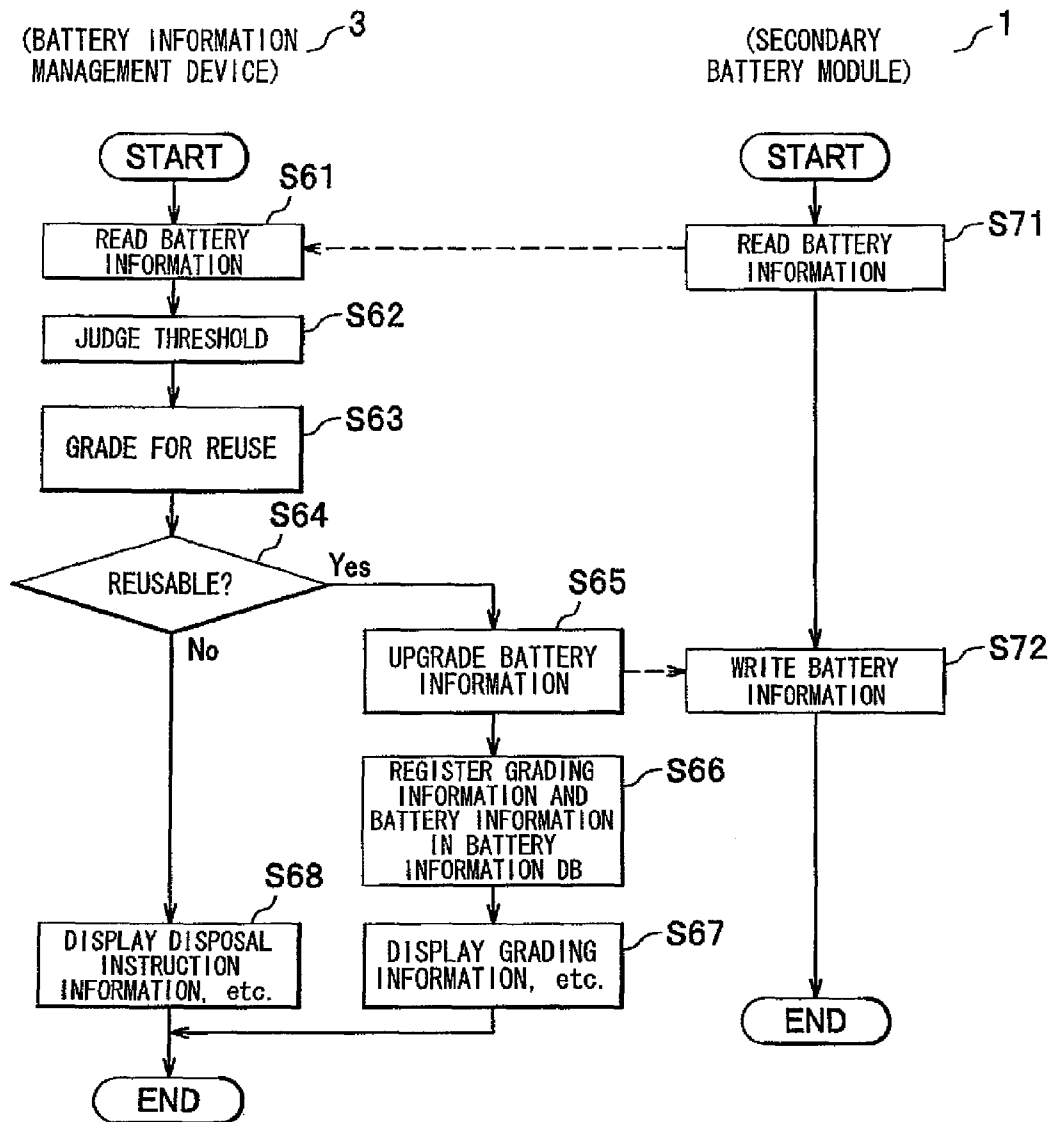 (BATTERY INFORMATION
MANAGEMENT DEVICE)
3
(SECONDARY
BATTERY MODULE)
1
START
START
S61
READ BATTERY
INFORMATION
S71
READ BATTERY
INFORMATION
S62
JUDGE THRESHOLD
S63
GRADE FOR REUSE
S64
REUSABLE?
Yes
No
S65
UPGRADE BATTERY
INFORMATION
S72
WRITE BATTERY
INFORMATION
S66
REGISTER GRADING
INFORMATION AND
BATTERY INFORMATION
IN BATTERY
INFORMATION DB
S68
DISPLAY DISPOSAL
INSTRUCTION
INFORMATION, etc.
S67
DISPLAY GRADING
INFORMATION, etc.
END
END